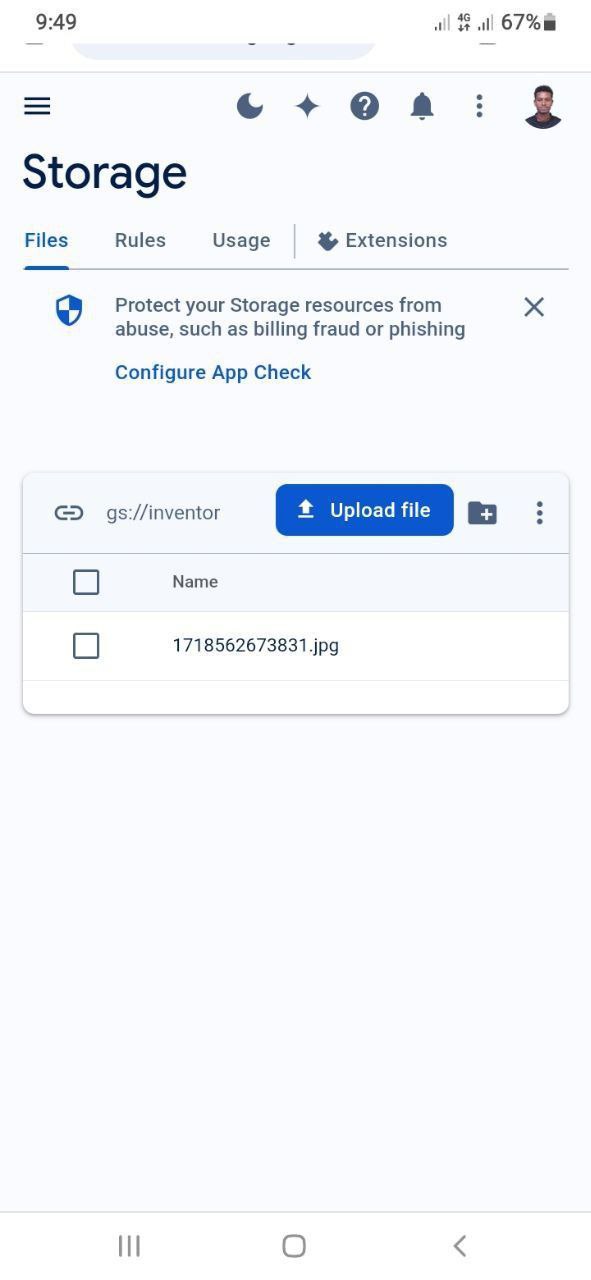 9:49
4G
67%
Storage
Files Rules Usage Extensions
Protect your Storage resources from
abuse, such as billing fraud or phishing
Configure App Check
gs://inventor Upload file
Name
1718562673831.jpg